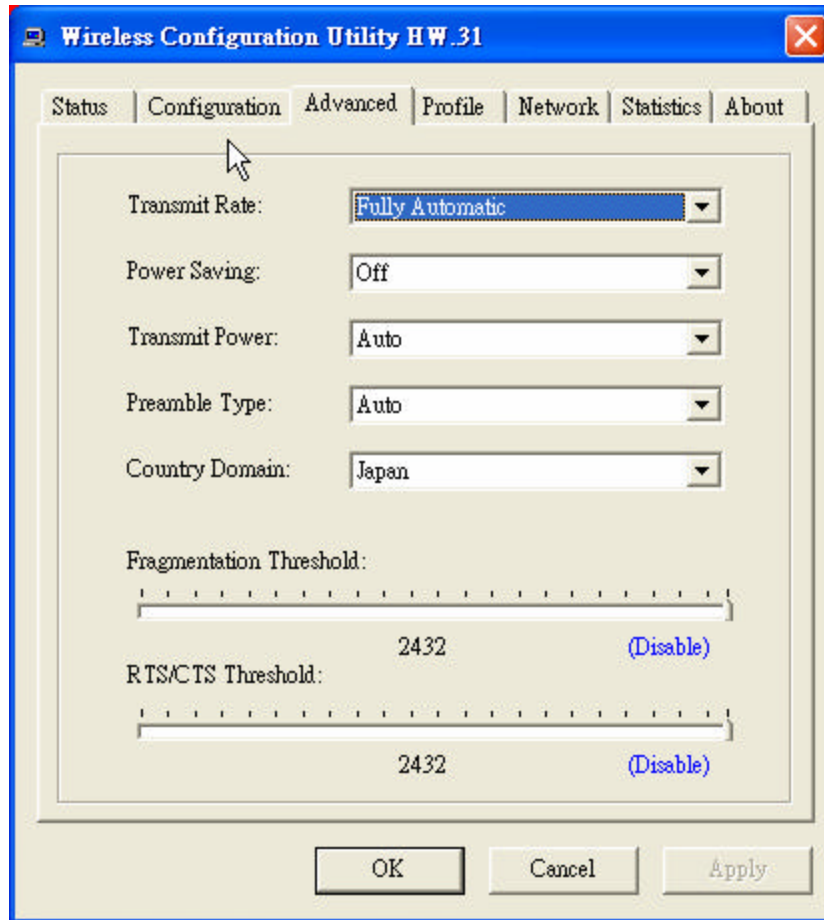 Wireless Configuration Utility HW.31
Status Configuration Advanced Profile Network Statistics About
Transmit Rate: Fully Automatic
Power Saving: Off
Transmit Power: Auto
Preamble Type: Auto
Country Domain: Japan
Fragmentation Threshold:
2432 (Disable)
RTS/CTS Threshold:
2432 (Disable)
OK Cancel Apply